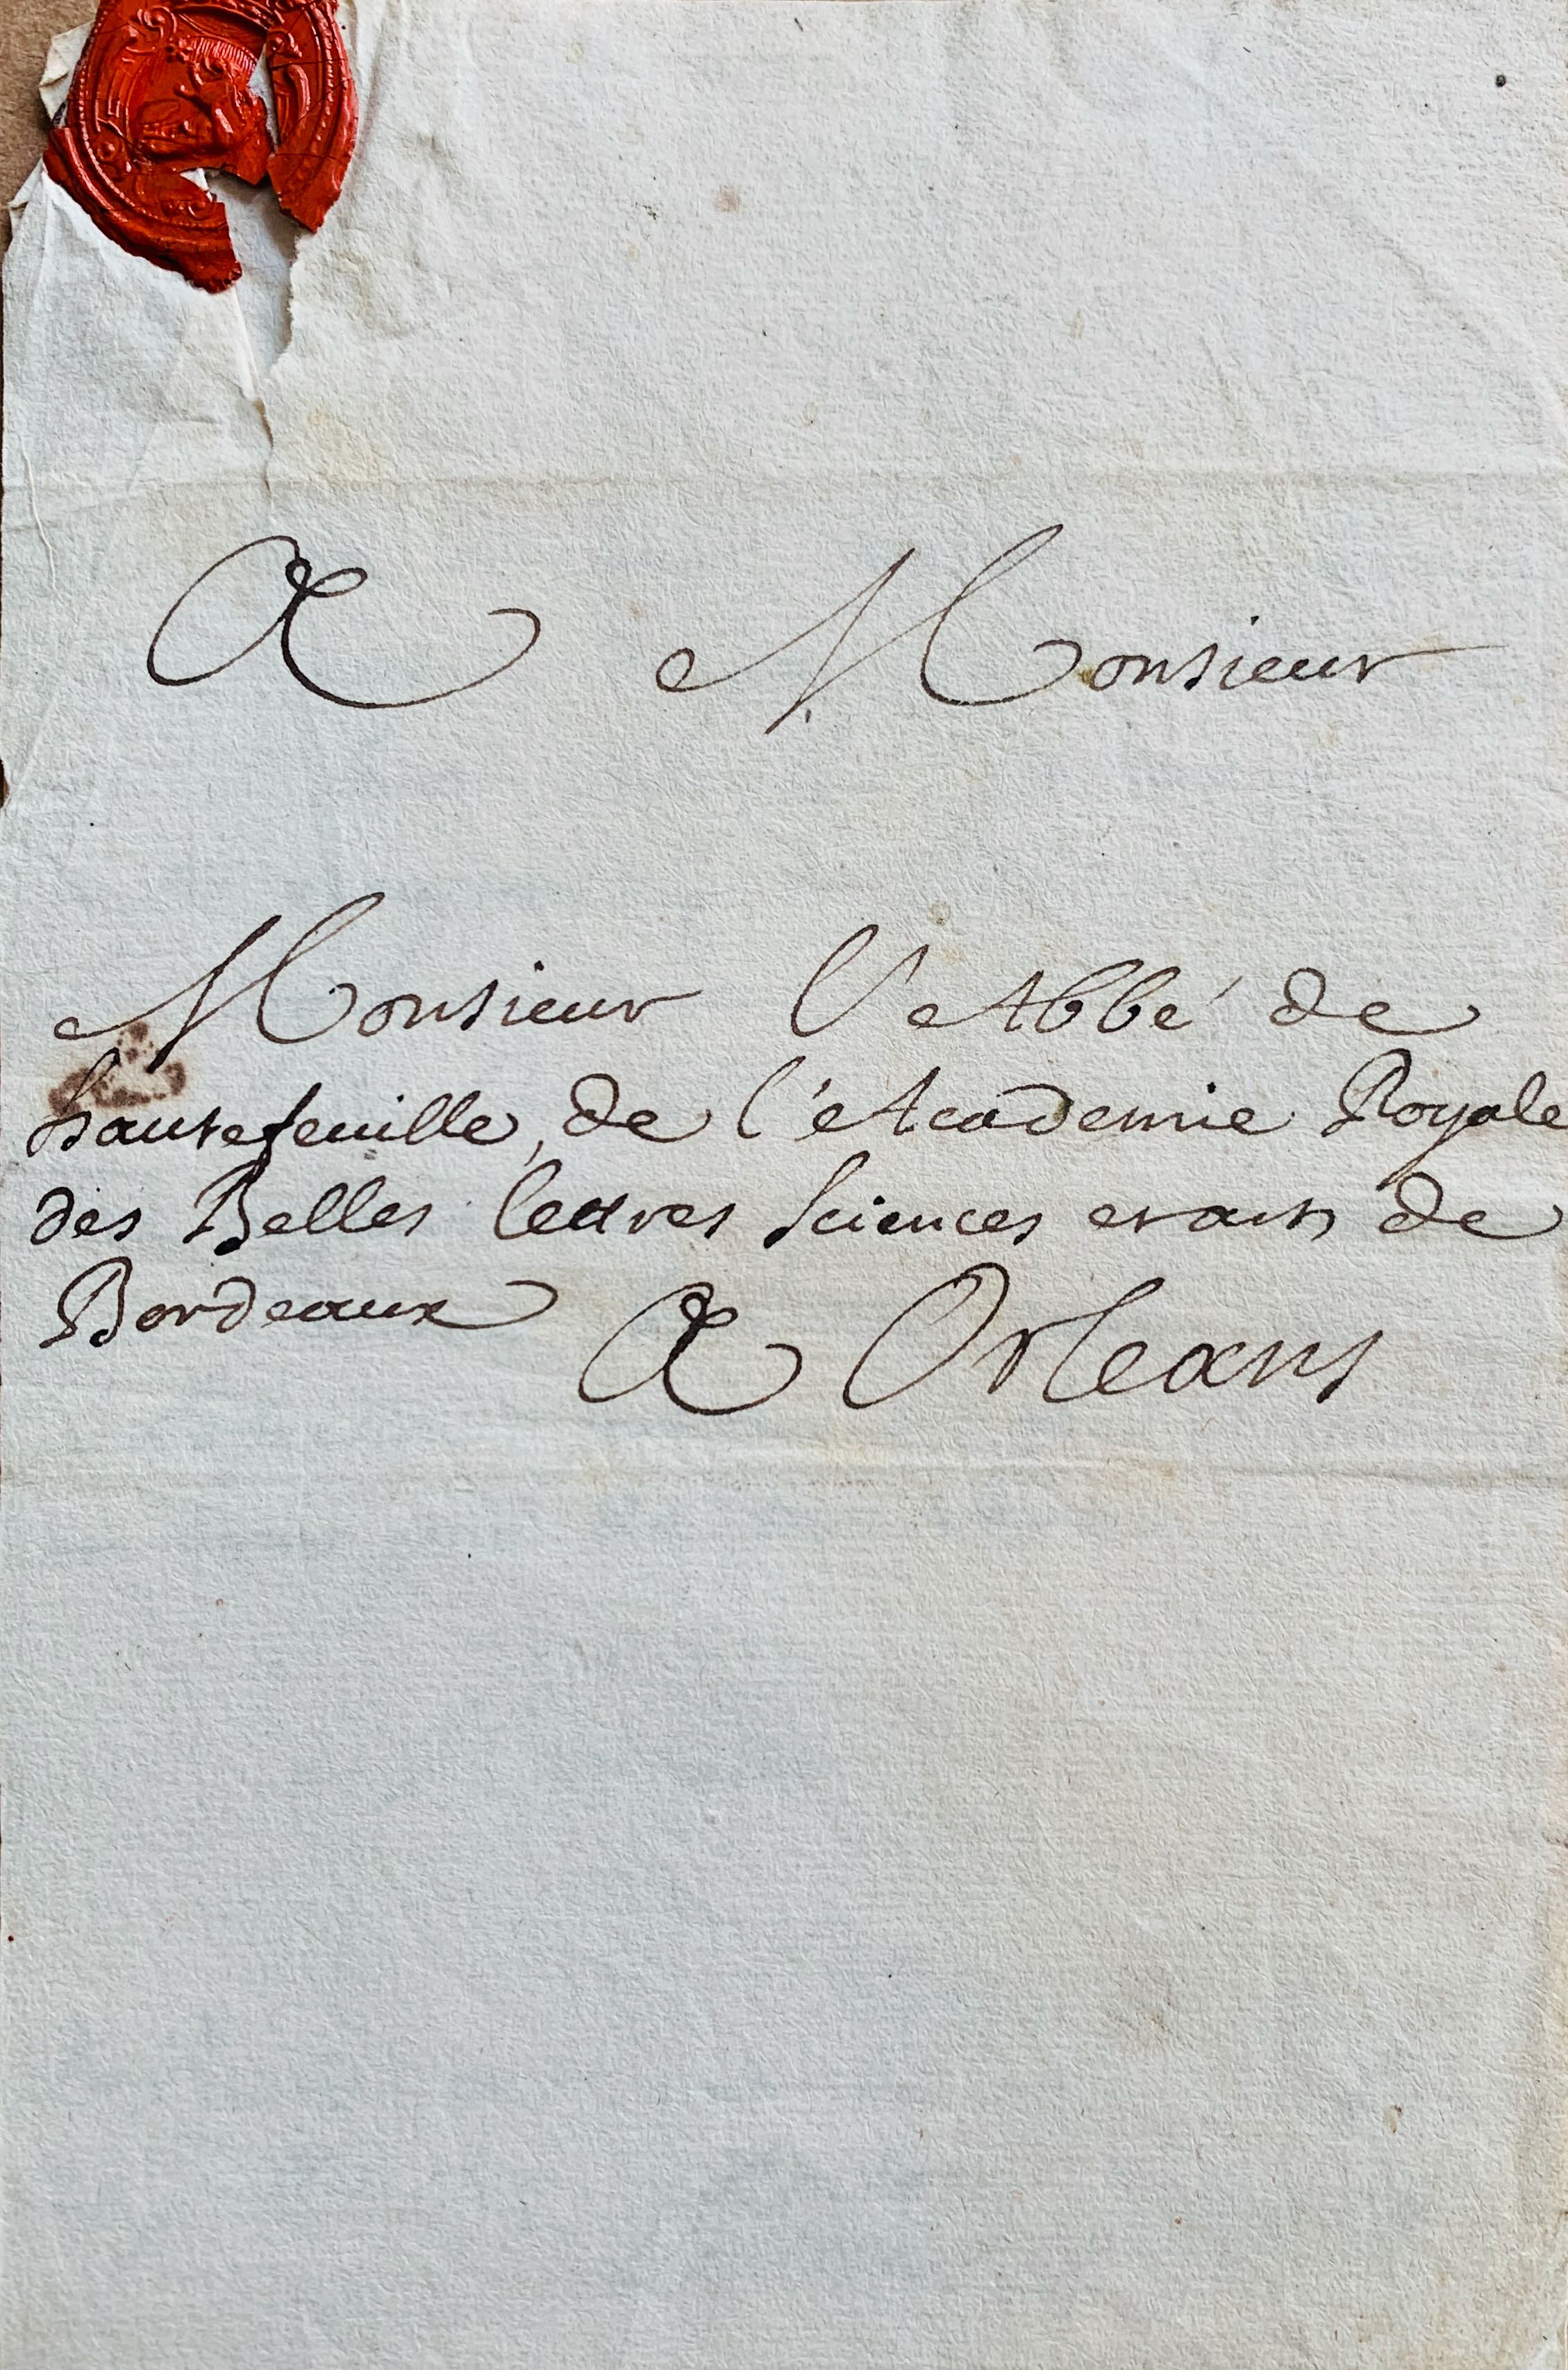 A Monsieur
Monsieur l'Abbé de
hautefeuille, de l'Academie Royale
des Belles lettres Sciences et arts de
Bordeaux
A Orleans